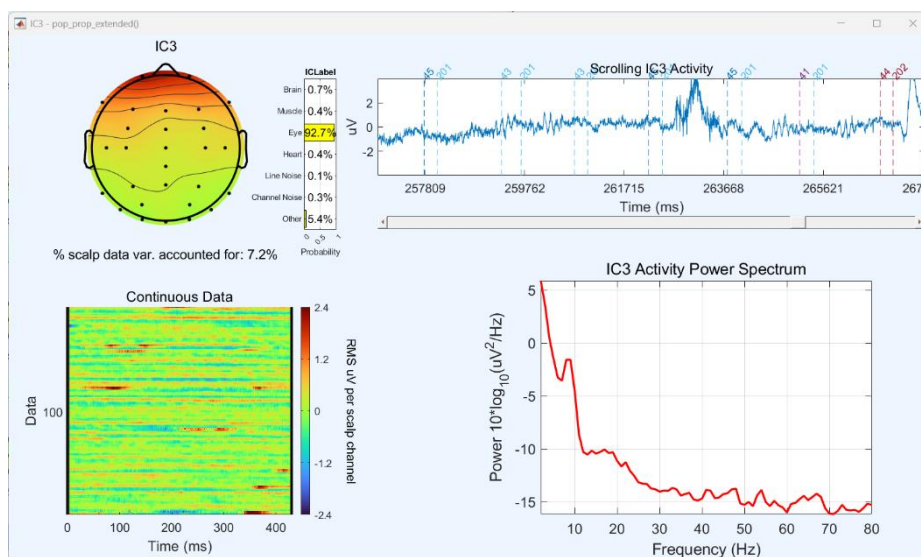 IC3 - pop_prop_extended()
IC3
ICLabel
Brain 0.7%
Muscle 0.4%
Eye 92.7%
Heart 0.4%
Line Noise 0.1%
Channel Noise 0.3%
Other 5.4%
0 0.5 1
Probability
% scalp data var. accounted for: 7.2%
Scrolling IC3 Activity
45 201 43 201 43 201 45 201 45 201 41 201 44 202
uV
2
0
-2
257809 259762 261715 263668 265621 267
Time (ms)
Continuous Data
Data
100
0 100 200 300 400
Time (ms)
2.4
1.2
0
-1.2
-2.4
RMS uV per scalp channel
IC3 Activity Power Spectrum
Power 10*log10(uV2/Hz)
5
0
-5
-10
-15
10 20 30 40 50 60 70 80
Frequency (Hz)